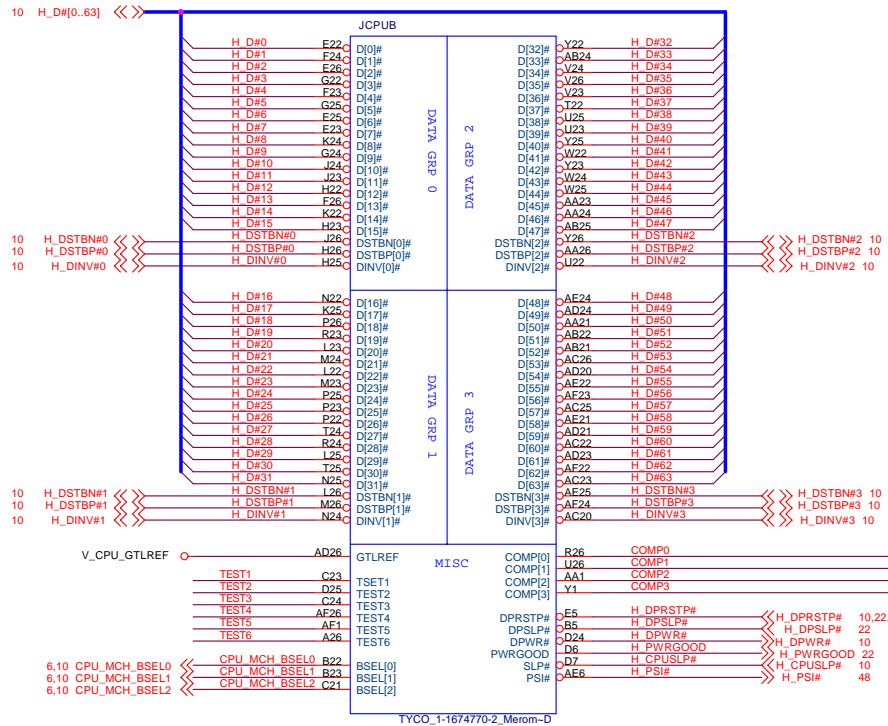 10 H_D#[0..63]
JCPUB
H_D#0 E22 D[0]# D[32]# Y22 H_D#32
H_D#1 F24 D[1]# D[33]# AB24 H_D#33
H_D#2 E26 D[2]# D[34]# V24 H_D#34
H_D#3 G22 D[3]# D[35]# V26 H_D#35
H_D#4 F23 D[4]# D[36]# V23 H_D#36
H_D#5 G25 D[5]# D[37]# T22 H_D#37
H_D#6 E25 D[6]# D[38]# U25 H_D#38
H_D#7 E23 D[7]# D[39]# U23 H_D#39
H_D#8 K24 D[8]# D[40]# Y25 H_D#40
H_D#9 G24 D[9]# D[41]# W22 H_D#41
H_D#10 J24 D[10]# D[42]# Y23 H_D#42
H_D#11 J23 D[11]# D[43]# W24 H_D#43
H_D#12 H22 D[12]# D[44]# W25 H_D#44
H_D#13 F26 D[13]# D[45]# AA23 H_D#45
H_D#14 K22 D[14]# D[46]# AA24 H_D#46
H_D#15 H23 D[15]# D[47]# AB25 H_D#47
10 H_DSTBN#0 H_DSTBN#0 J26 DSTBN[0]# DSTBN[2]# Y26 H_DSTBN#2 H_DSTBN#2 10
10 H_DSTBP#0 H_DSTBP#0 H26 DSTBP[0]# DSTBP[2]# AA26 H_DSTBP#2 H_DSTBP#2 10
10 H_DINV#0 H_DINV#0 H25 DINV[0]# DINV[2]# U22 H_DINV#2 H_DINV#2 10
DATA GRP 0
DATA GRP 2
H_D#16 N22 D[16]# D[48]# AE24 H_D#48
H_D#17 K25 D[17]# D[49]# AD24 H_D#49
H_D#18 P26 D[18]# D[50]# AA21 H_D#50
H_D#19 R23 D[19]# D[51]# AB22 H_D#51
H_D#20 L23 D[20]# D[52]# AB21 H_D#52
H_D#21 M24 D[21]# D[53]# AC26 H_D#53
H_D#22 L22 D[22]# D[54]# AD20 H_D#54
H_D#23 M23 D[23]# D[55]# AE22 H_D#55
H_D#24 P25 D[24]# D[56]# AF23 H_D#56
H_D#25 P23 D[25]# D[57]# AC25 H_D#57
H_D#26 P22 D[26]# D[58]# AE21 H_D#58
H_D#27 T24 D[27]# D[59]# AD21 H_D#59
H_D#28 R24 D[28]# D[60]# AC22 H_D#60
H_D#29 L25 D[29]# D[61]# AD23 H_D#61
H_D#30 T25 D[30]# D[62]# AF22 H_D#62
H_D#31 N25 D[31]# D[63]# AC23 H_D#63
10 H_DSTBN#1 H_DSTBN#1 L26 DSTBN[1]# DSTBN[3]# AE25 H_DSTBN#3 H_DSTBN#3 10
10 H_DSTBP#1 H_DSTBP#1 M26 DSTBP[1]# DSTBP[3]# AF24 H_DSTBP#3 H_DSTBP#3 10
10 H_DINV#1 H_DINV#1 N24 DINV[1]# DINV[3]# AC20 H_DINV#3 H_DINV#3 10
DATA GRP 1
DATA GRP 3
V_CPU_GTLREF AD26 GTLREF
MISC
COMP[0] R26 COMP0
COMP[1] U26 COMP1
COMP[2] AA1 COMP2
COMP[3] Y1 COMP3
TEST1 C23 TSET1
TEST2 D25 TEST2
TEST3 C24 TEST3
TEST4 AF26 TEST4
TEST5 AF1 TEST5
TEST6 A26 TEST6
DPRSTP# E5 H_DPRSTP# H_DPRSTP# 10,22
DPSLP# B5 H_DPSLP# H_DPSLP# 22
DPWR# D24 H_DPWR# H_DPWR# 10
PWRGOOD D6 H_PWRGOOD H_PWRGOOD 22
SLP# D7 H_CPUSLP# H_CPUSLP# 10
PSI# AE6 H_PSI# H_PSI# 48
6,10 CPU_MCH_BSEL0 CPU_MCH_BSEL0 B22 BSEL[0]
6,10 CPU_MCH_BSEL1 CPU_MCH_BSEL1 B23 BSEL[1]
6,10 CPU_MCH_BSEL2 CPU_MCH_BSEL2 C21 BSEL[2]
TYCO_1-1674770-2_Merom~D